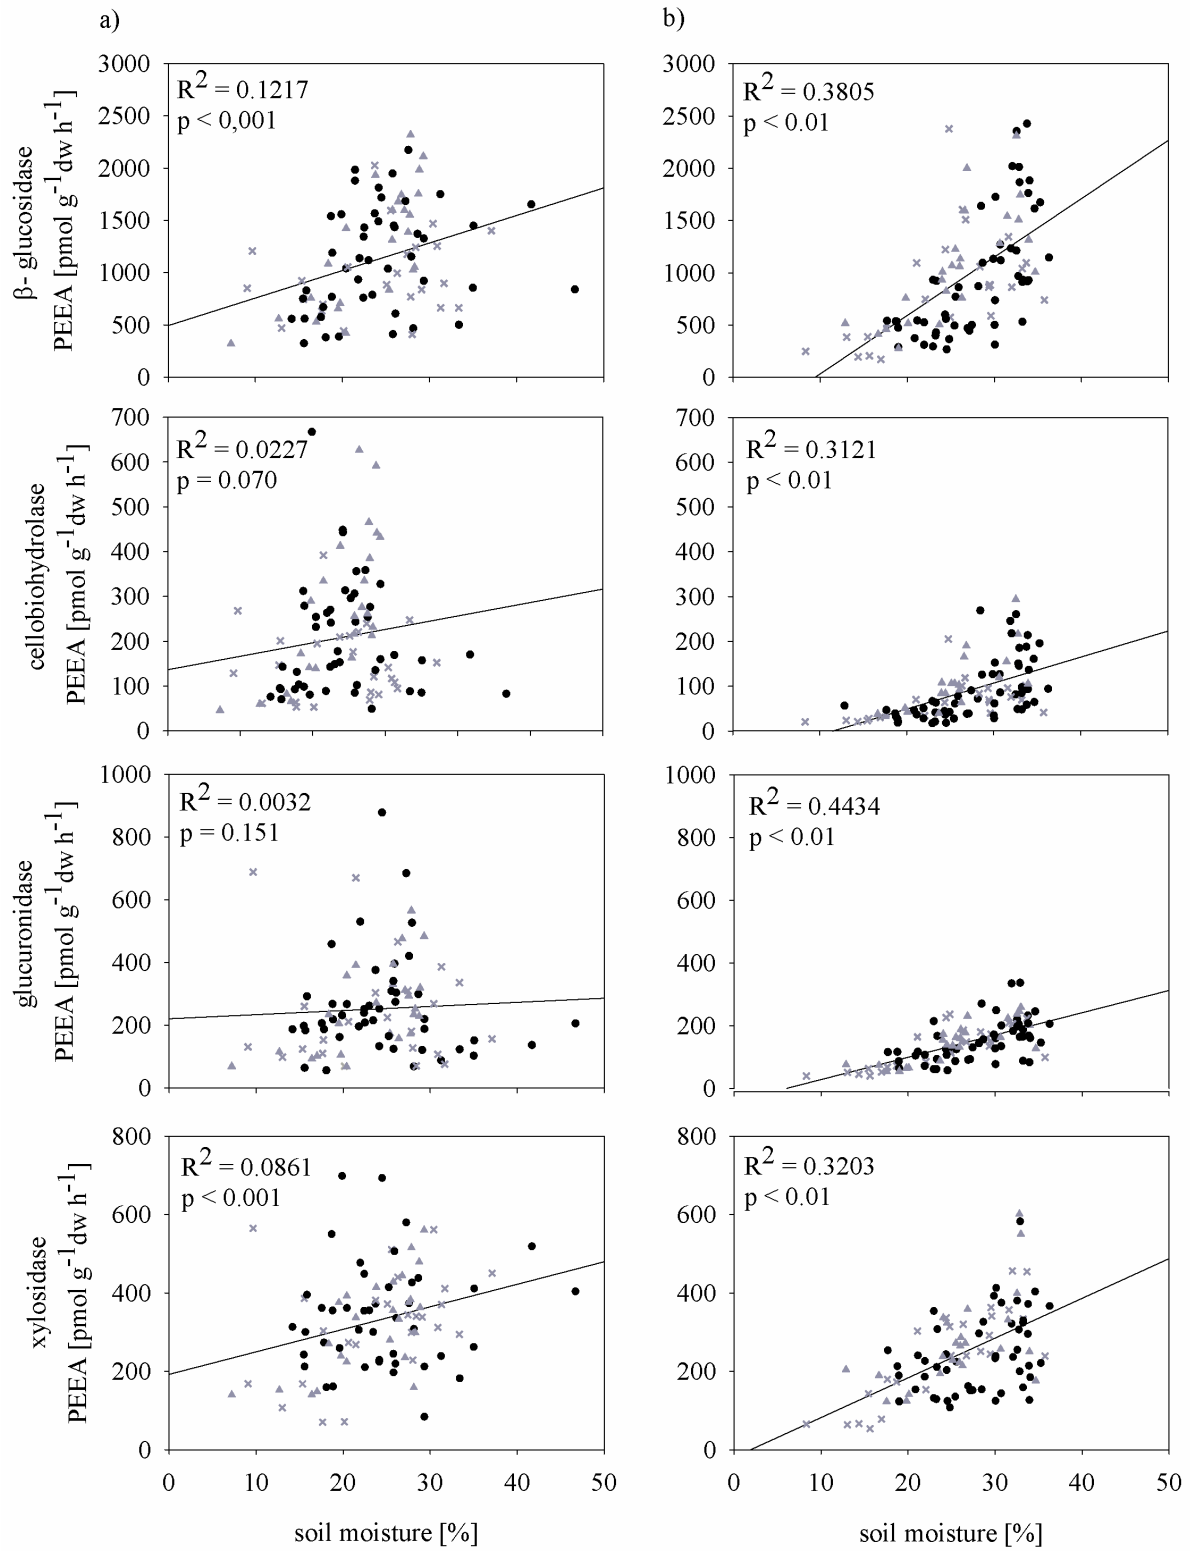 a)
b)
β- glucosidase
PEEA [pmol g⁻¹dw h⁻¹]
3000
2500
2000
1500
1000
500
0
R² = 0.1217
p < 0,001
3000
2500
2000
1500
1000
500
0
R² = 0.3805
p < 0.01
cellobiohydrolase
PEEA [pmol g⁻¹dw h⁻¹]
700
600
500
400
300
200
100
0
R² = 0.0227
p = 0.070
700
600
500
400
300
200
100
0
R² = 0.3121
p < 0.01
glucuronidase
PEEA [pmol g⁻¹dw h⁻¹]
1000
800
600
400
200
0
R² = 0.0032
p = 0.151
1000
800
600
400
200
0
R² = 0.4434
p < 0.01
xylosidase
PEEA [pmol g⁻¹dw h⁻¹]
800
600
400
200
0
R² = 0.0861
p < 0.001
800
600
400
200
0
R² = 0.3203
p < 0.01
0 10 20 30 40 50
0 10 20 30 40 50
soil moisture [%]
soil moisture [%]